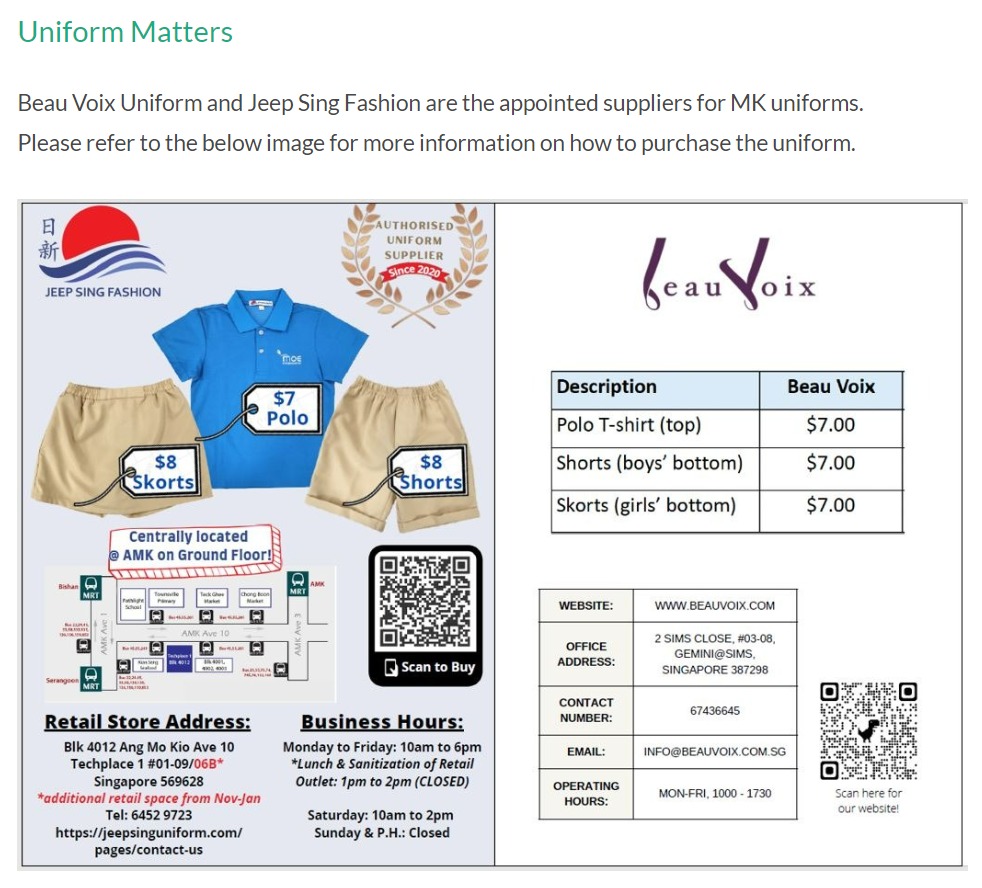 Uniform Matters
Beau Voix Uniform and Jeep Sing Fashion are the appointed suppliers for MK uniforms.
Please refer to the below image for more information on how to purchase the uniform.
日
新
JEEP SING FASHION
AUTHORISED
UNIFORM
SUPPLIER
Since 2020
MOE
$7
Polo
$8
Skorts
$8
Shorts
Centrally located
@ AMK on Ground Floor!
Bishan
MRT
Pathlight
School
Townsville
Primary
Teck Ghee
Market
Chong Boon
Market
MRT
AMK
AMK Ave 1
AMK Ave 10
AMK Ave 3
Techplace 1
Blk 4012
Blk 4001,
4002, 4003
Serangoon
MRT
Scan to Buy
Retail Store Address:
Blk 4012 Ang Mo Kio Ave 10
Techplace 1 #01-09/06B*
Singapore 569628
*additional retail space from Nov-Jan
Tel: 6452 9723
https://jeepsinguniform.com/
pages/contact-us
Business Hours:
Monday to Friday: 10am to 6pm
*Lunch & Sanitization of Retail
Outlet: 1pm to 2pm (CLOSED)
Saturday: 10am to 2pm
Sunday & P.H.: Closed
Beau Voix
Description Beau Voix
Polo T-shirt (top) $7.00
Shorts (boys' bottom) $7.00
Skorts (girls' bottom) $7.00
WEBSITE: WWW.BEAUVOIX.COM
OFFICE
ADDRESS:
2 SIMS CLOSE, #03-08,
GEMINI@SIMS,
SINGAPORE 387298
CONTACT
NUMBER:
67436645
EMAIL: INFO@BEAUVOIX.COM.SG
OPERATING
HOURS:
MON-FRI, 1000 - 1730
Scan here for
our website!